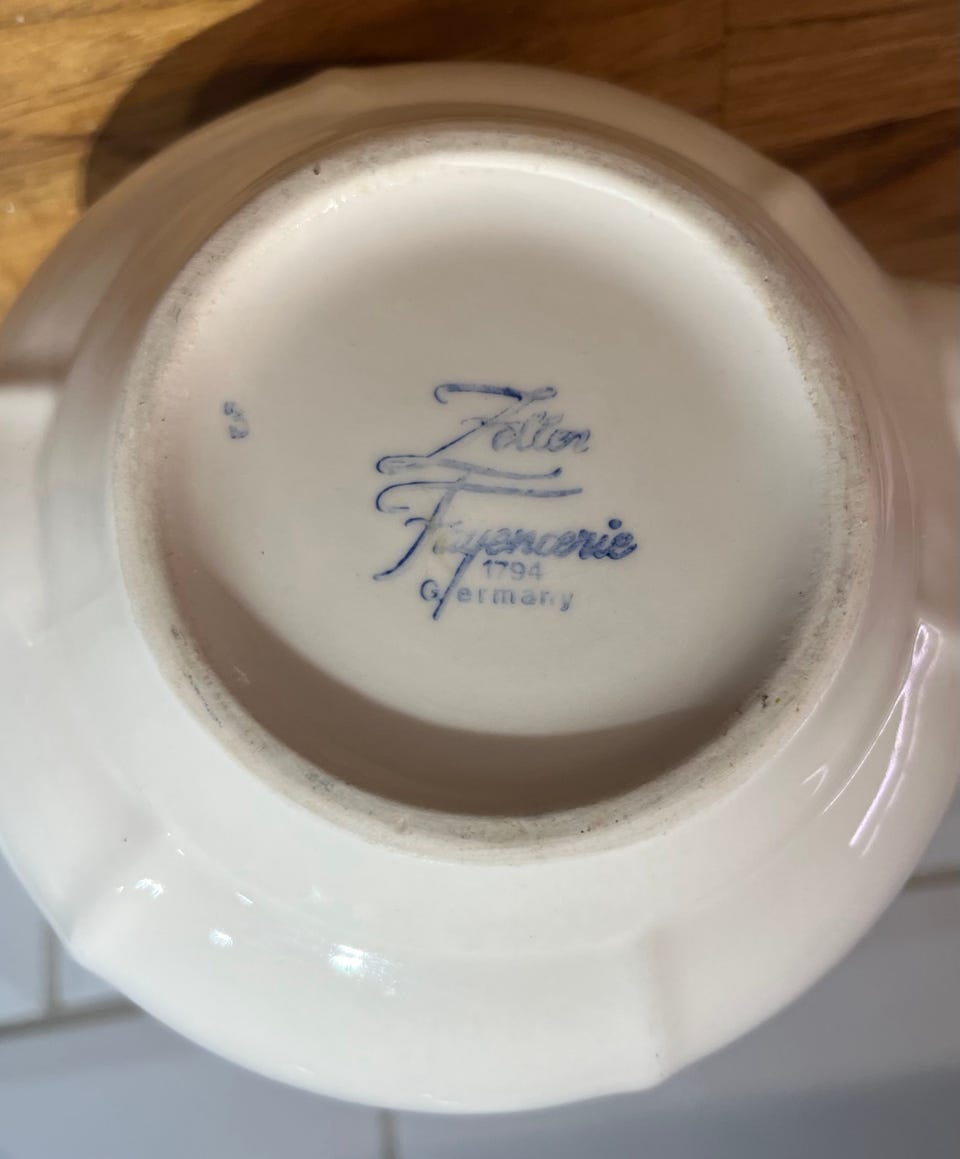 Zeller
Fayencerie
1794
Germany